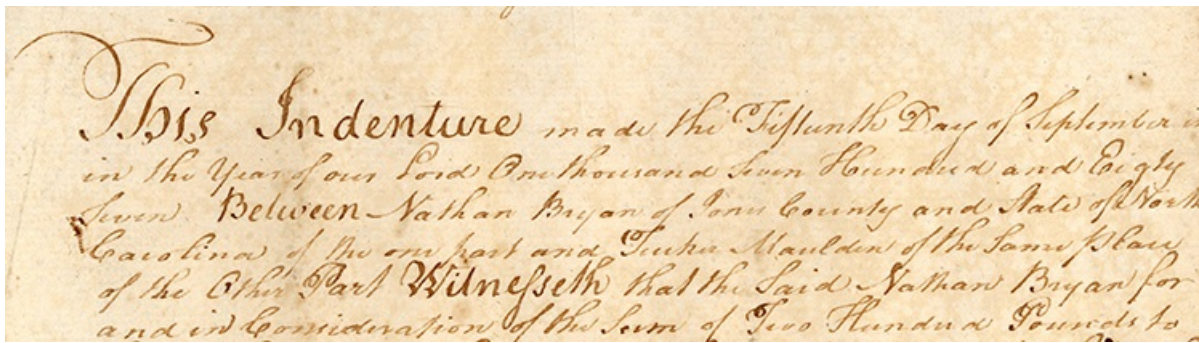 This Indenture made the Fifteenth Day of September
in the Year of our Lord One thousand Seven Hundred and Eigty
Seven Between Nathan Bryan of Jones County and State of North
Carolina of the one part and Tucker Maulden of the Same place
of the Other Part Witnesseth that the Said Nathan Bryan for
and in Consideration of the Sum of Two Hundred Pounds to